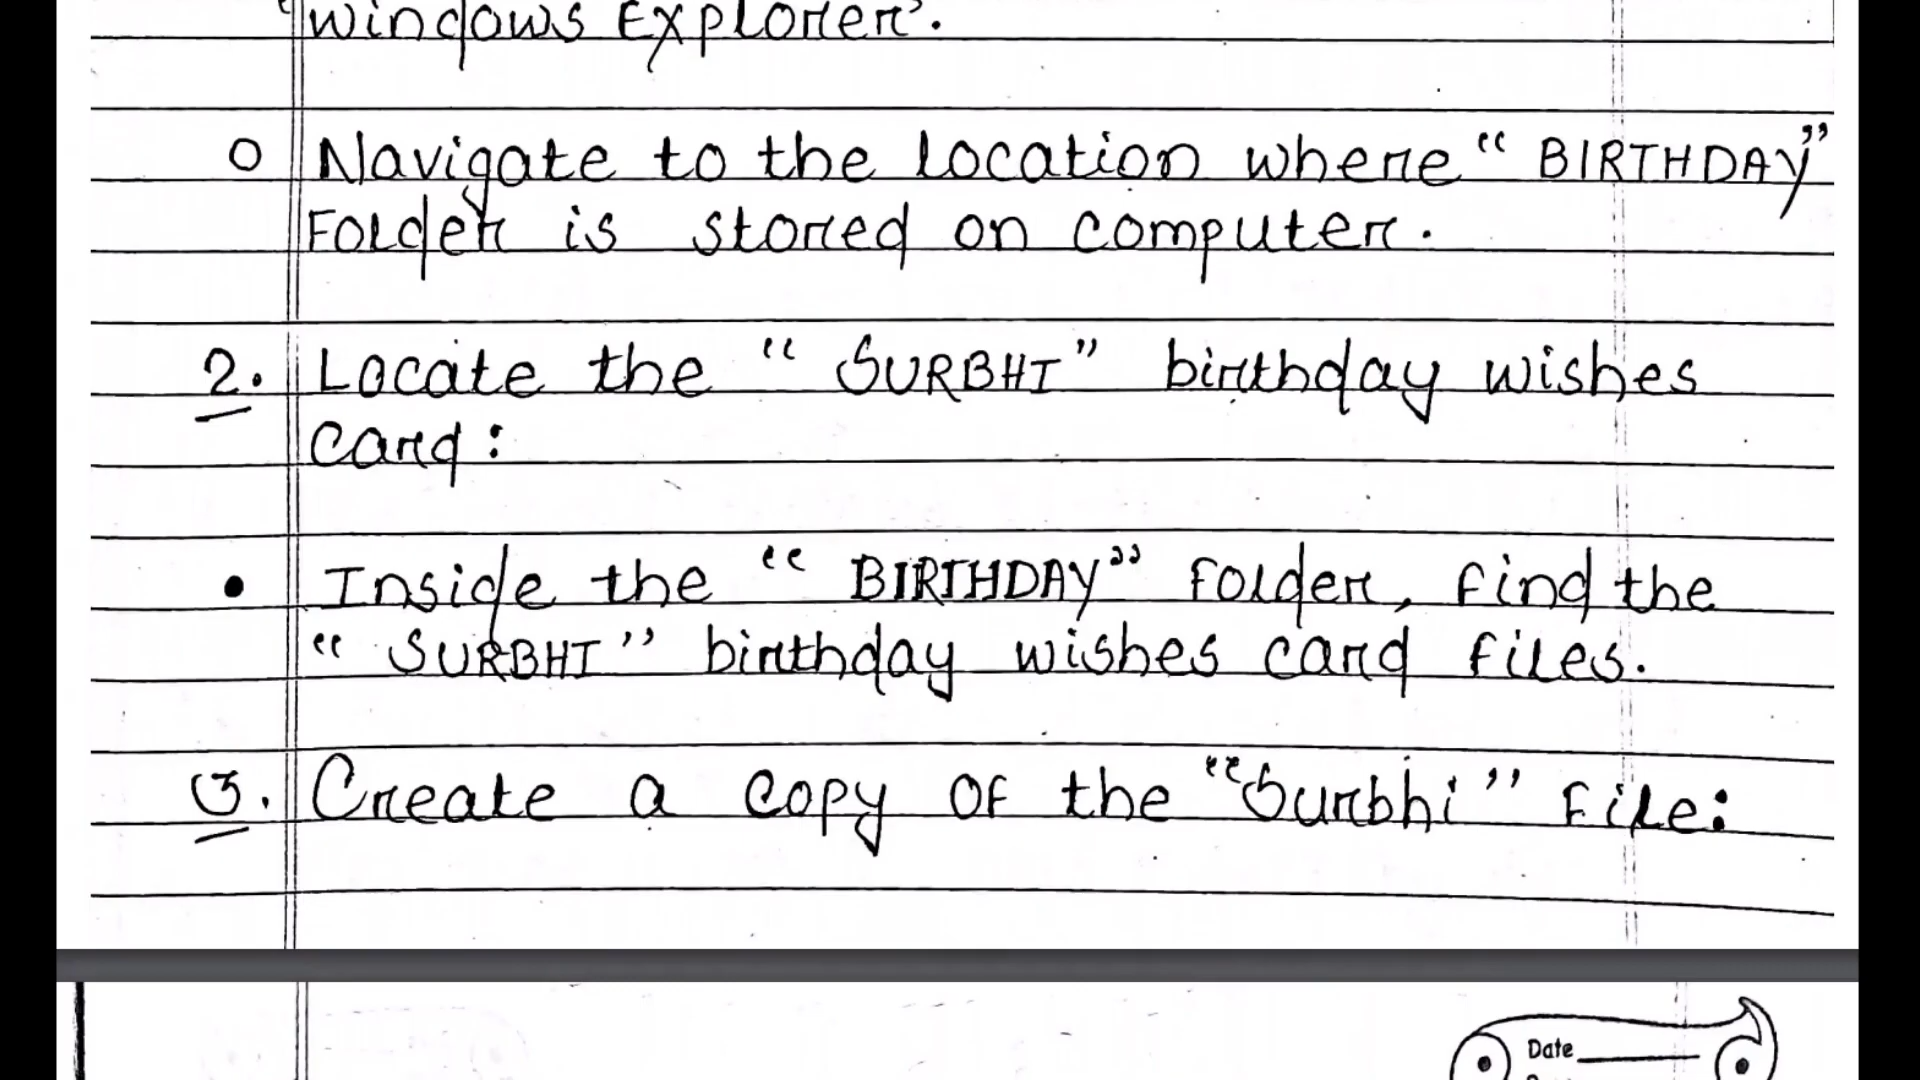 "Windows Explorer".
o Navigate to the location where "BIRTHDAY"
Folder is stored on computer.
2. Locate the "SURBHI" birthday wishes
card:
• Inside the "BIRTHDAY" Folder, Find the
"SURBHI" birthday wishes card Files.
3. Create a copy OF the "Surbhi" File:
Date